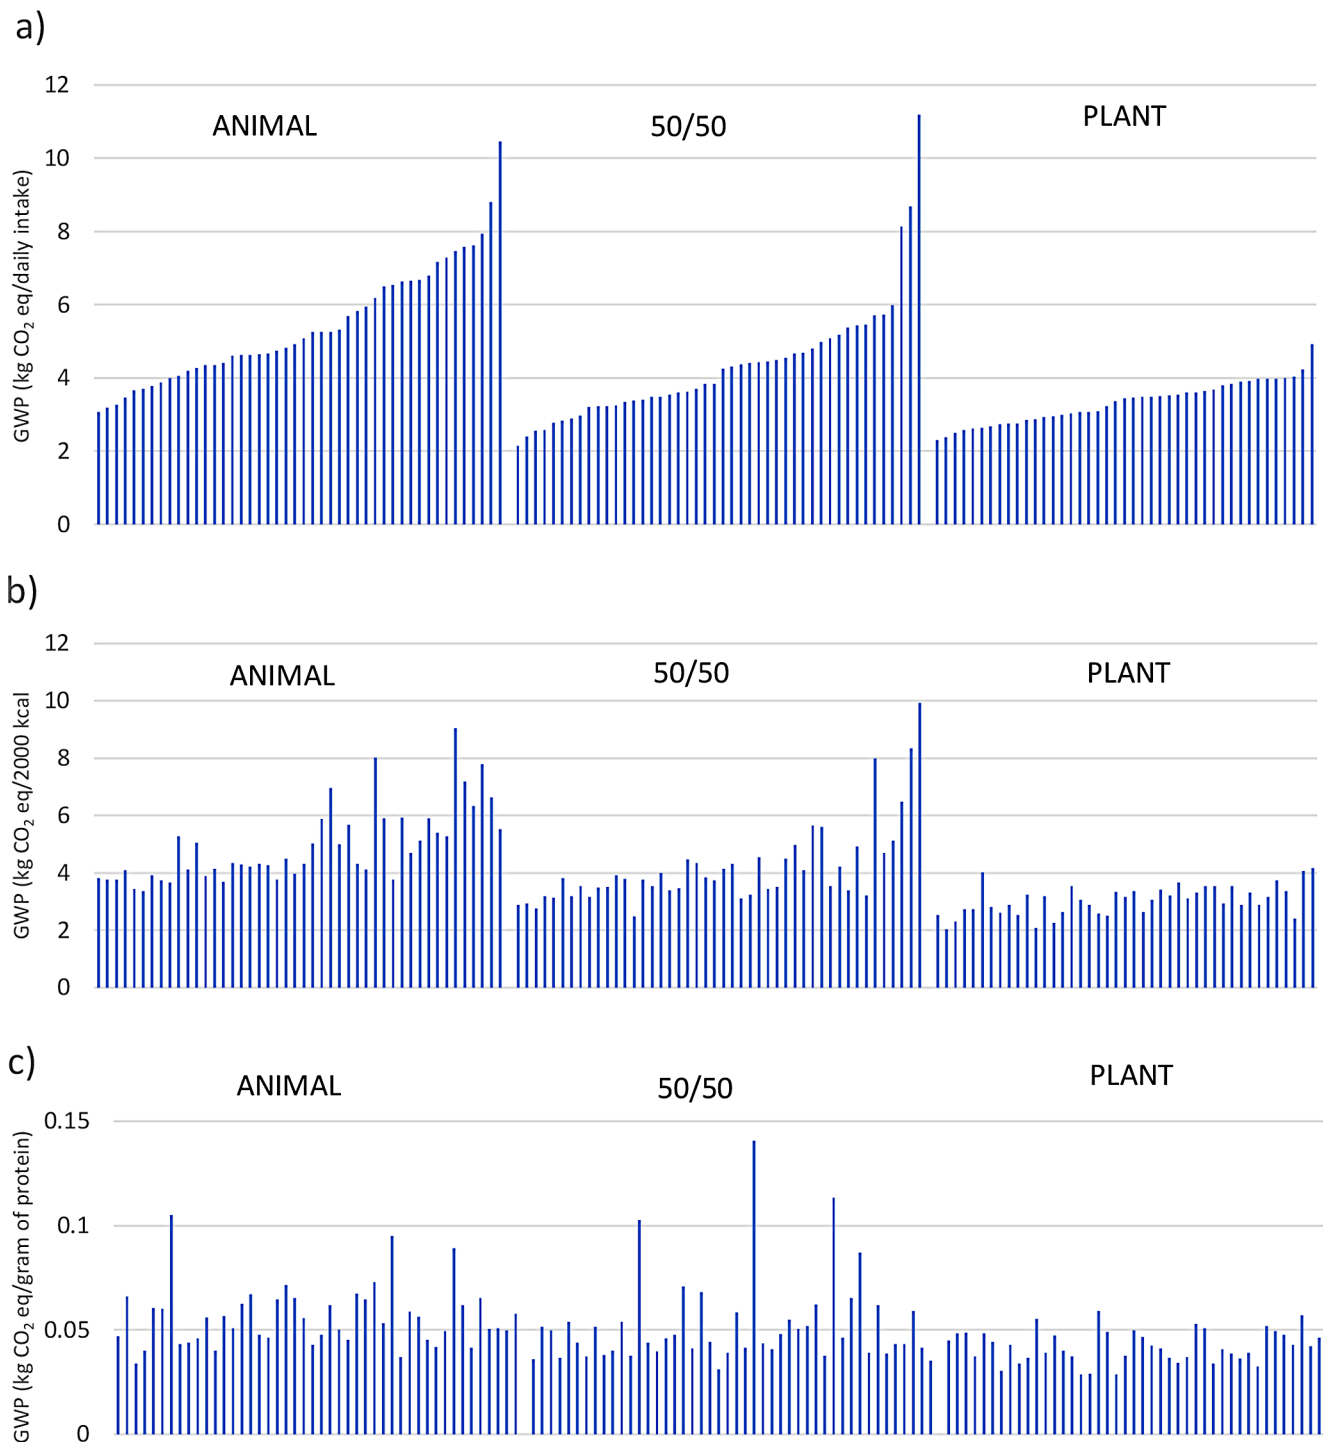 a)
GWP (kg CO₂ eq/daily intake)
12
10
8
6
4
2
0
ANIMAL
50/50
PLANT
b)
GWP (kg CO₂ eq/2000 kcal
12
10
8
6
4
2
0
ANIMAL
50/50
PLANT
c)
GWP (kg CO₂ eq/gram of protein)
0.15
0.1
0.05
0
ANIMAL
50/50
PLANT